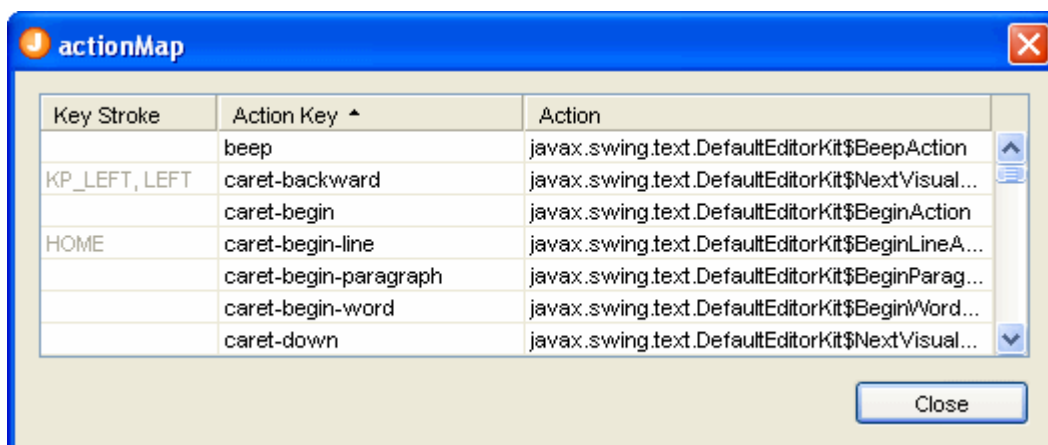 actionMap
Key Stroke Action Key Action
beep javax.swing.text.DefaultEditorKit$BeepAction
KP_LEFT, LEFT caret-backward javax.swing.text.DefaultEditorKit$NextVisual...
caret-begin javax.swing.text.DefaultEditorKit$BeginAction
HOME caret-begin-line javax.swing.text.DefaultEditorKit$BeginLineA...
caret-begin-paragraph javax.swing.text.DefaultEditorKit$BeginParag...
caret-begin-word javax.swing.text.DefaultEditorKit$BeginWord...
caret-down javax.swing.text.DefaultEditorKit$NextVisual...
Close